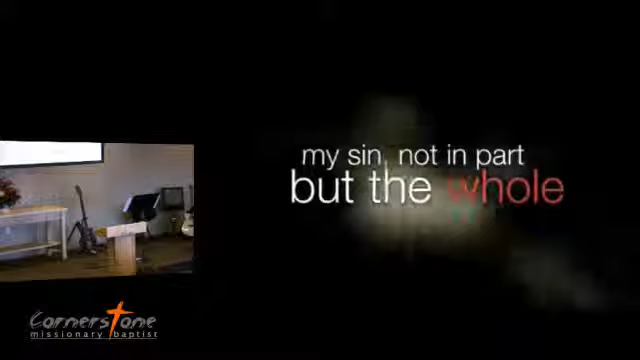 my sin, not in part
but the whole
Cornerstone
missionary baptist